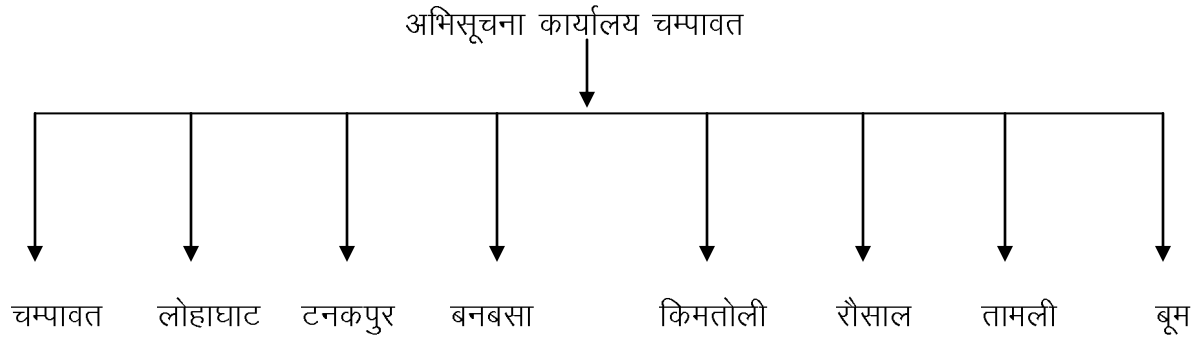 अभिसूचना कार्यालय चम्पावत
चम्पावत लोहाघाट टनकपुर बनबसा किमतोली रौसाल तामली बूम